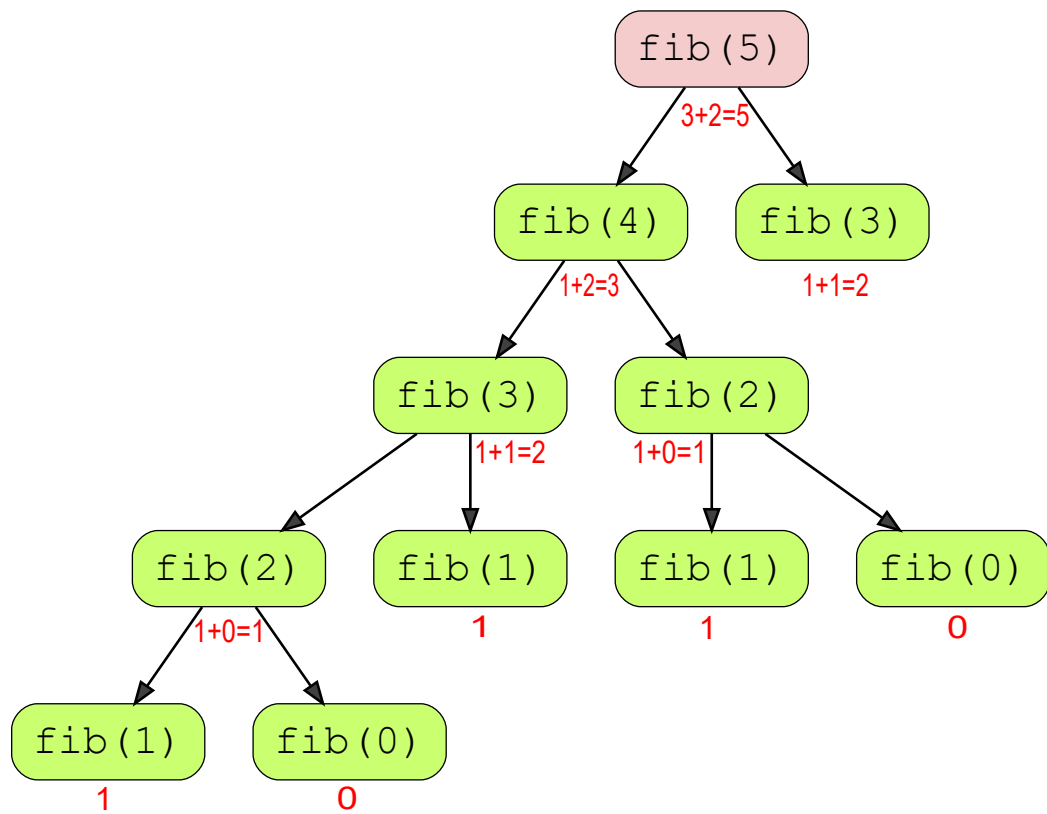 fib(5)
3+2=5
fib(4)
fib(3)
1+2=3
1+1=2
fib(3)
fib(2)
1+1=2
1+0=1
fib(2)
fib(1)
fib(1)
fib(0)
1+0=1
1
1
0
fib(1)
fib(0)
1
0